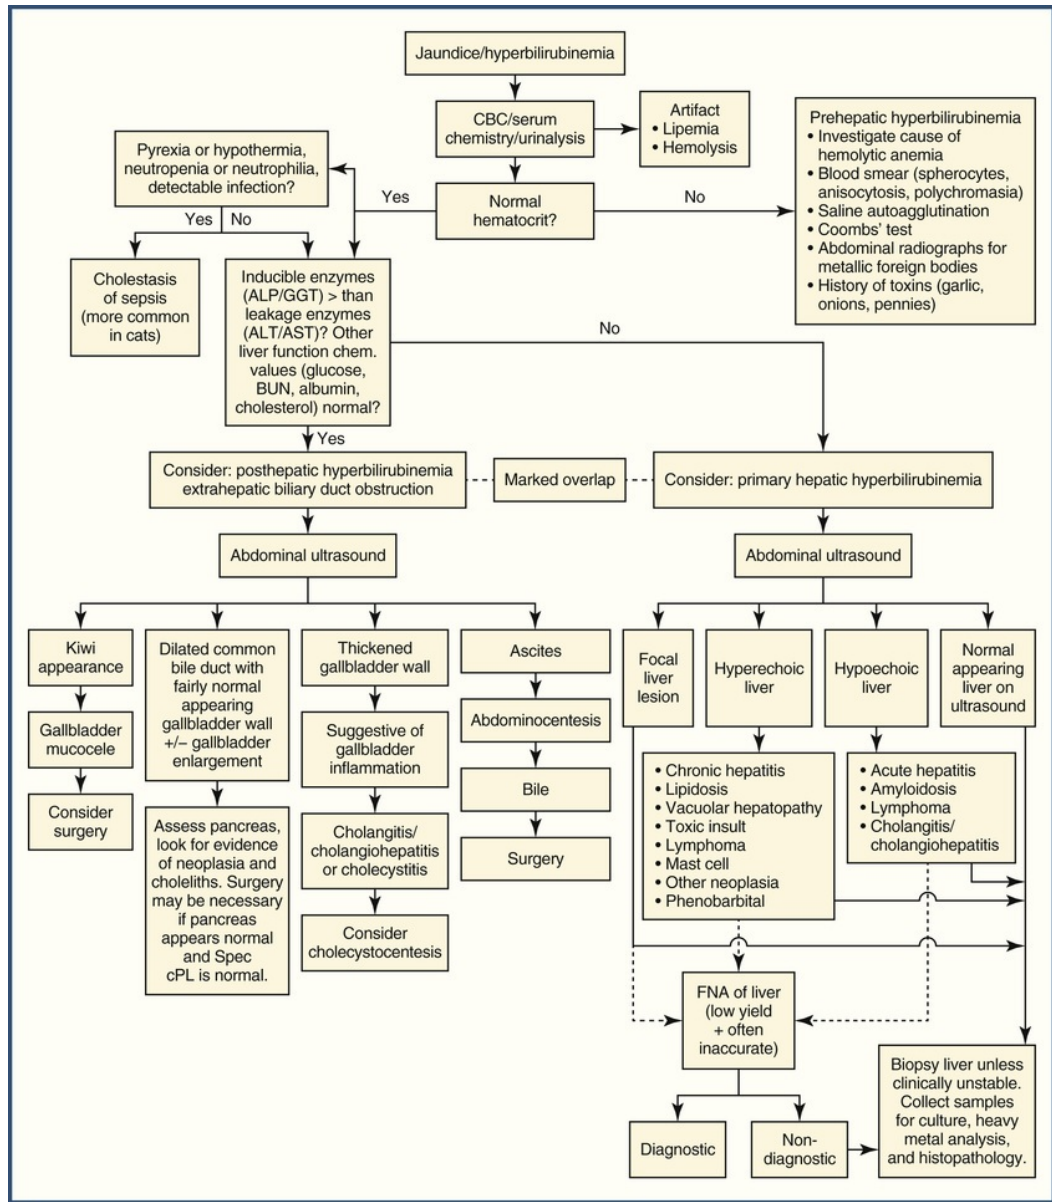 Jaundice/hyperbilirubinemia
CBC/serum
chemistry/urinalysis
Artifact
• Lipemia
• Hemolysis
Prehepatic hyperbilirubinemia
• Investigate cause of
hemolytic anemia
• Blood smear (spherocytes,
anisocytosis, polychromasia)
• Saline autoagglutination
• Coombs' test
• Abdominal radiographs for
metallic foreign bodies
• History of toxins (garlic,
onions, pennies)
Pyrexia or hypothermia,
neutropenia or neutrophilia,
detectable infection?
Yes
Normal
hematocrit?
No
Yes
No
Cholestasis
of sepsis
(more common
in cats)
Inducible enzymes
(ALP/GGT) > than
leakage enzymes
(ALT/AST)? Other
liver function chem.
values (glucose,
BUN, albumin,
cholesterol) normal?
No
Yes
Consider: posthepatic hyperbilirubinemia
extrahepatic biliary duct obstruction
Marked overlap
Consider: primary hepatic hyperbilirubinemia
Abdominal ultrasound
Abdominal ultrasound
Kiwi
appearance
Gallbladder
mucocele
Consider
surgery
Dilated common
bile duct with
fairly normal
appearing
gallbladder wall
+/− gallbladder
enlargement
Assess pancreas,
look for evidence
of neoplasia and
choleliths. Surgery
may be necessary
if pancreas
appears normal
and Spec
cPL is normal.
Thickened
gallbladder wall
Suggestive of
gallbladder
inflammation
Cholangitis/
cholangiohepatitis
or cholecystitis
Consider
cholecystocentesis
Ascites
Abdominocentesis
Bile
Surgery
Focal
liver
lesion
Hyperechoic
liver
Hypoechoic
liver
Normal
appearing
liver on
ultrasound
• Chronic hepatitis
• Lipidosis
• Vacuolar hepatopathy
• Toxic insult
• Lymphoma
• Mast cell
• Other neoplasia
• Phenobarbital
• Acute hepatitis
• Amyloidosis
• Lymphoma
• Cholangitis/
cholangiohepatitis
FNA of liver
(low yield
+ often
inaccurate)
Diagnostic
Non-
diagnostic
Biopsy liver unless
clinically unstable.
Collect samples
for culture, heavy
metal analysis,
and histopathology.